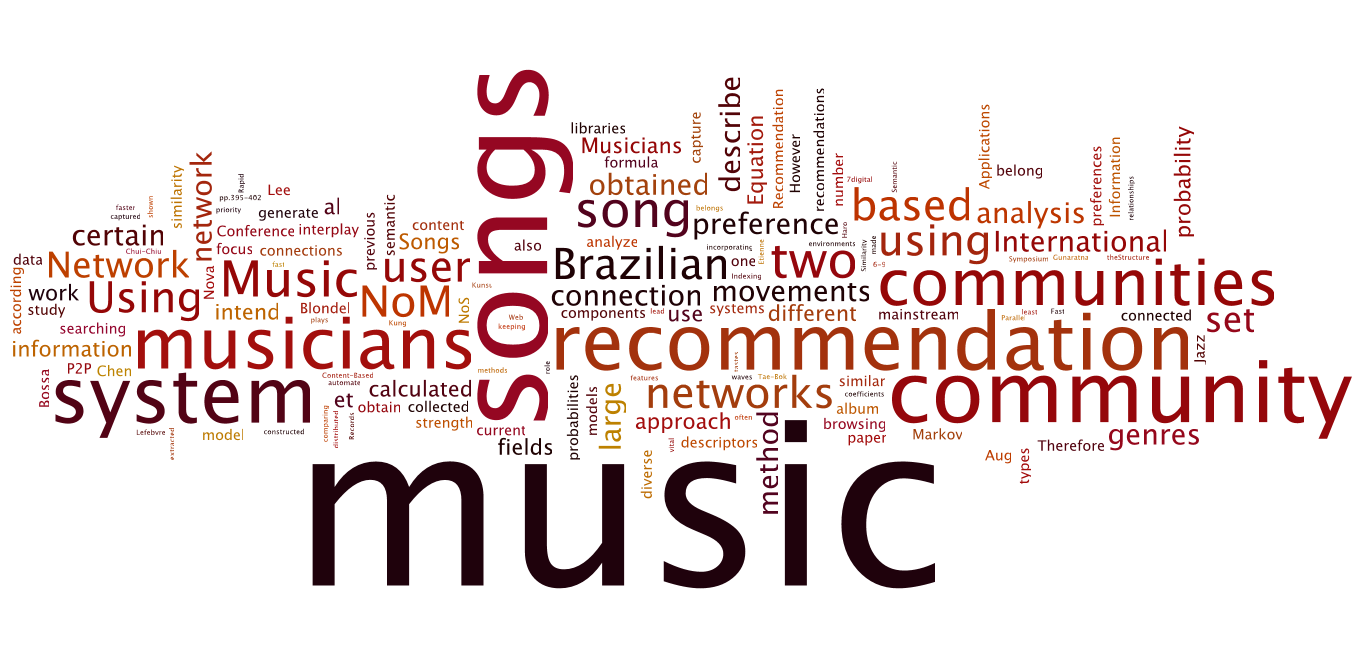 songs
libraries
Musicians
formula
capture
describe
Equation
Recommendation
However
recommendations
number
7digital
Semantic
Applications
belong
preferences
Information
relationships
probability
obtained
song
belongs
preference
Haro
based
analysis
using
International
similarity
shown
faster
captured
network
pp.395-402
Rapid
priority
Lee
generate
al
Conference
interplay
previous
semantic
content
Songs
also
analyze
incorporating
Etienne
environments
Similarity
made
certain
Chui-Chiu
focus
connections
data
Network
Nova
fast
Music
user
Kunss
Brazilian
one
Indexing
two
6-9
Symposium
Gunaratna
theStructure
communities
according
work
study
Using
intend
Blondel
plays
NoM
Kung
NoS
Web
keeping
connection
movements
components
lead
use
systems
different
mainstream
Parallel
least
Fast
connected
set
searching
information
musicians
recommendation
Jazz
Bossa
P2P
Chen
system
Content-Based
automate
et
calculated
obtain
collected
strength
methods
role
tastes
features
waves
Tae-Bok
networks
similar
coefficients
community
Lefebvre
extracted
model
constructed
comparing
distributed
Records
current
fields
probabilities
models
large
approach
often
album
browsing
paper
Markov
Therefore
genres
vital
descriptors
diverse
method
Aug
types
music